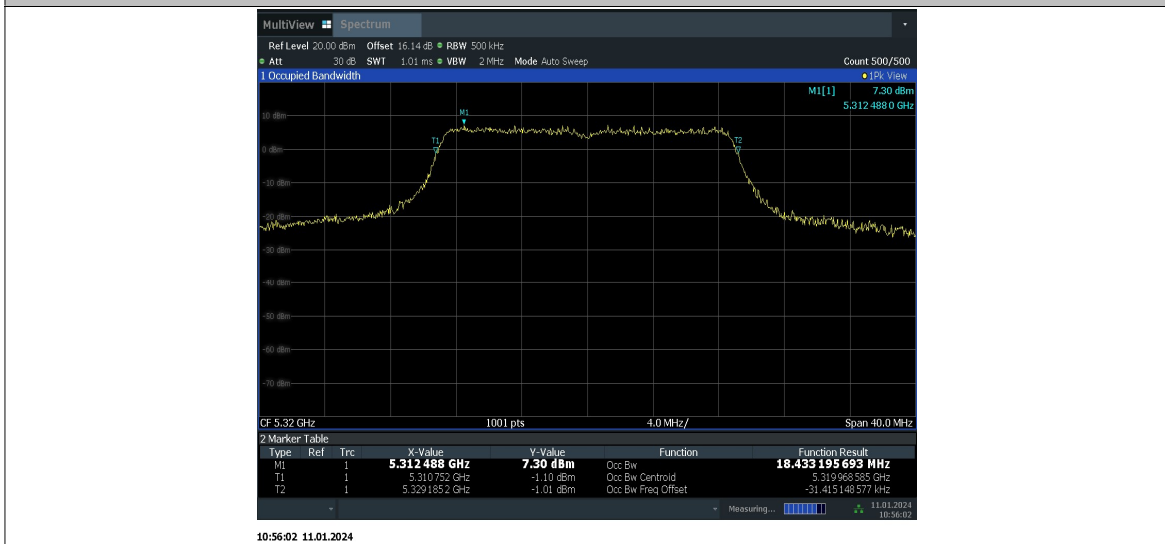 MultiView Spectrum
Ref Level 20.00 dBm Offset 16.14 dB RBW 500 kHz
Att 30 dB SWT 1.01 ms VBW 2 MHz Mode Auto Sweep Count 500/500
1 Occupied Bandwidth 1Pk View
M1[1] 7.30 dBm
5.312 488 0 GHz
10 dBm
M1
T1
T2
0 dBm
-10 dBm
-20 dBm
-30 dBm
-40 dBm
-50 dBm
-60 dBm
-70 dBm
CF 5.32 GHz 1001 pts 4.0 MHz/ Span 40.0 MHz
2 Marker Table
Type Ref Trc X-Value Y-Value Function Function Result
M1 1 5.312 488 GHz 7.30 dBm Occ Bw 18.433 195 693 MHz
T1 1 5.310 752 GHz -1.10 dBm Occ Bw Centroid 5.319 968 585 GHz
T2 1 5.329 185 2 GHz -1.01 dBm Occ Bw Freq Offset -31.415 148 577 kHz
Measuring... 11.01.2024
10:56:02
10:56:02 11.01.2024